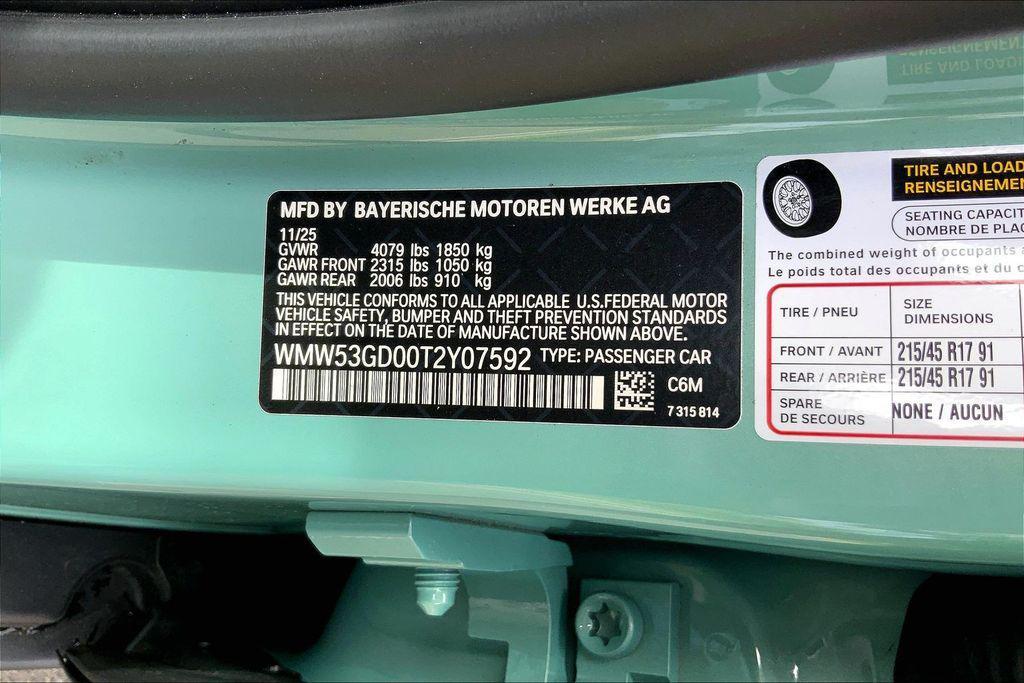 MFD BY BAYERISCHE MOTOREN WERKE AG
11/25
GVWR 4079 lbs 1850 kg
GAWR FRONT 2315 lbs 1050 kg
GAWR REAR 2006 lbs 910 kg
THIS VEHICLE CONFORMS TO ALL APPLICABLE U.S.FEDERAL MOTOR
VEHICLE SAFETY, BUMPER AND THEFT PREVENTION STANDARDS
IN EFFECT ON THE DATE OF MANUFACTURE SHOWN ABOVE.
WMW53GD00T2Y07592 TYPE: PASSENGER CAR
C6M
7 315 814
TIRE AND LOAD
RENSEIGNEMEN
SEATING CAPACIT
NOMBRE DE PLAC
The combined weight of occupants a
Le poids total des occupants et du c
TIRE / PNEU
SIZE
DIMENSIONS
FRONT / AVANT 215/45 R17 91
REAR / ARRIÈRE 215/45 R17 91
SPARE
DE SECOURS
NONE / AUCUN